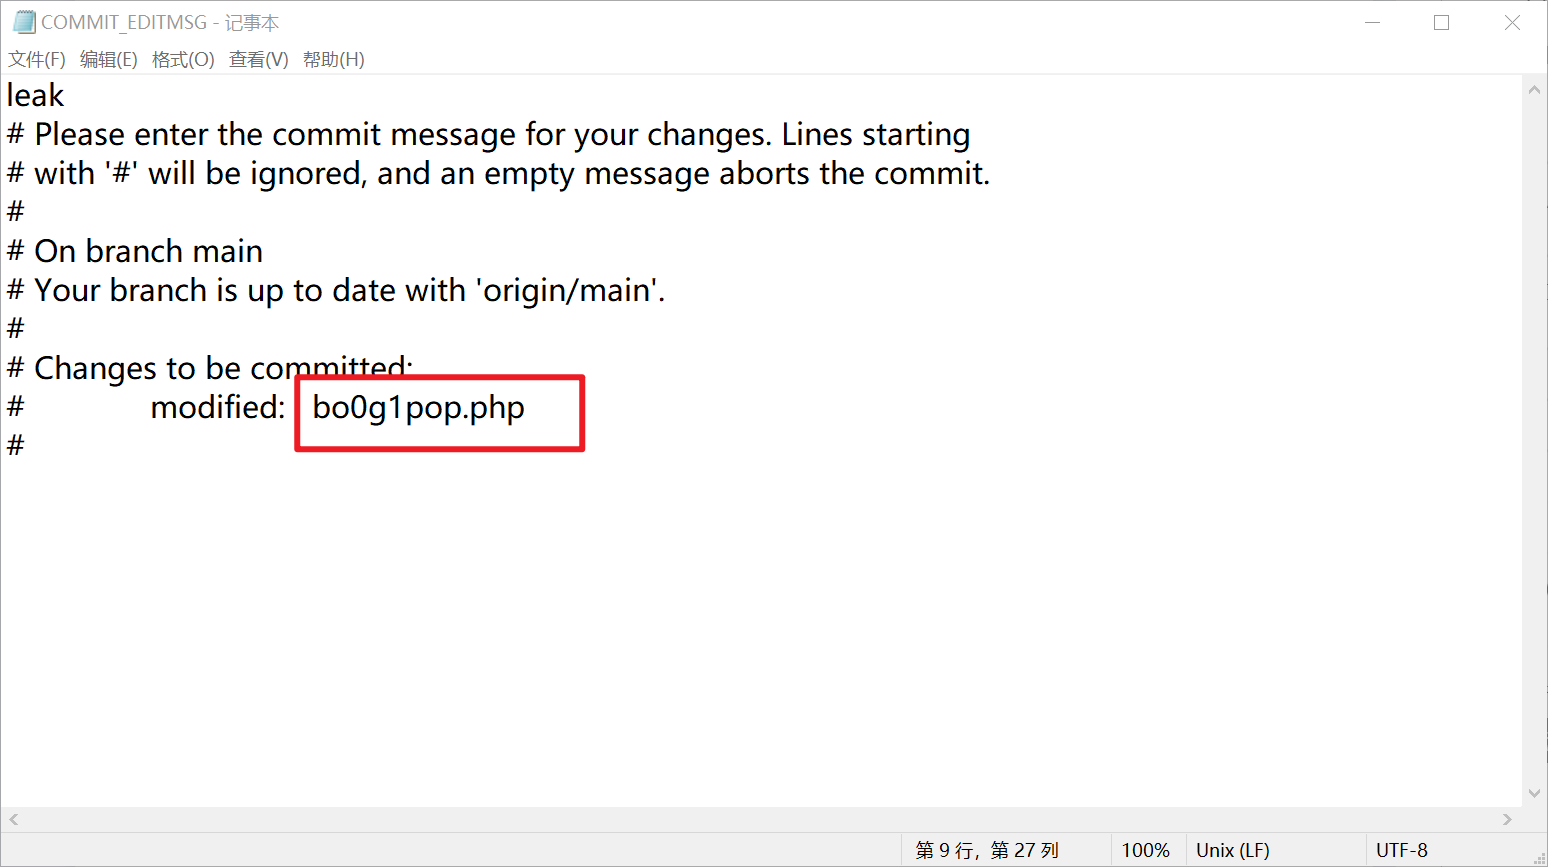 COMMIT_EDITMSG - 记事本
文件(F) 编辑(E) 格式(O) 查看(V) 帮助(H)
leak
# Please enter the commit message for your changes. Lines starting
# with '#' will be ignored, and an empty message aborts the commit.
#
# On branch main
# Your branch is up to date with 'origin/main'.
#
# Changes to be committed:
#	modified: bo0g1pop.php
#
第 9 行，第 27 列 100% Unix (LF) UTF-8